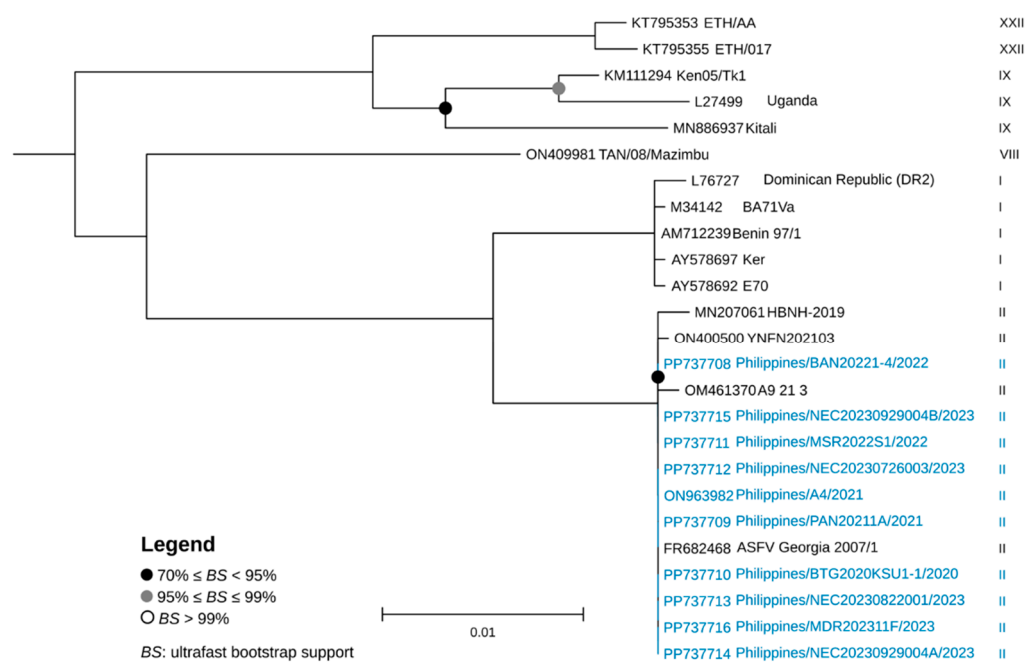 KT795353 ETH/AA XXII
KT795355 ETH/017 XXII
KM111294 Ken05/Tk1 IX
L27499 Uganda IX
MN886937 Kitali IX
ON409981 TAN/08/Mazimbu VIII
L76727 Dominican Republic (DR2) I
M34142 BA71Va I
AM712239 Benin 97/1 I
AY578697 Ker I
AY578692 E70 I
MN207061 HBNH-2019 II
ON400500 YNFN202103 II
PP737708 Philippines/BAN20221-4/2022 II
OM461370 A9 21 3 II
PP737715 Philippines/NEC20230929004B/2023 II
PP737711 Philippines/MSR2022S1/2022 II
PP737712 Philippines/NEC20230726003/2023 II
ON963982 Philippines/A4/2021 II
PP737709 Philippines/PAN20211A/2021 II
FR682468 ASFV Georgia 2007/1 II
PP737710 Philippines/BTG2020KSU1-1/2020 II
PP737713 Philippines/NEC20230822001/2023 II
PP737716 Philippines/MDR202311F/2023 II
PP737714 Philippines/NEC20230929004A/2023 II
Legend
70% ≤ BS < 95%
95% ≤ BS ≤ 99%
BS > 99%
BS: ultrafast bootstrap support
0.01